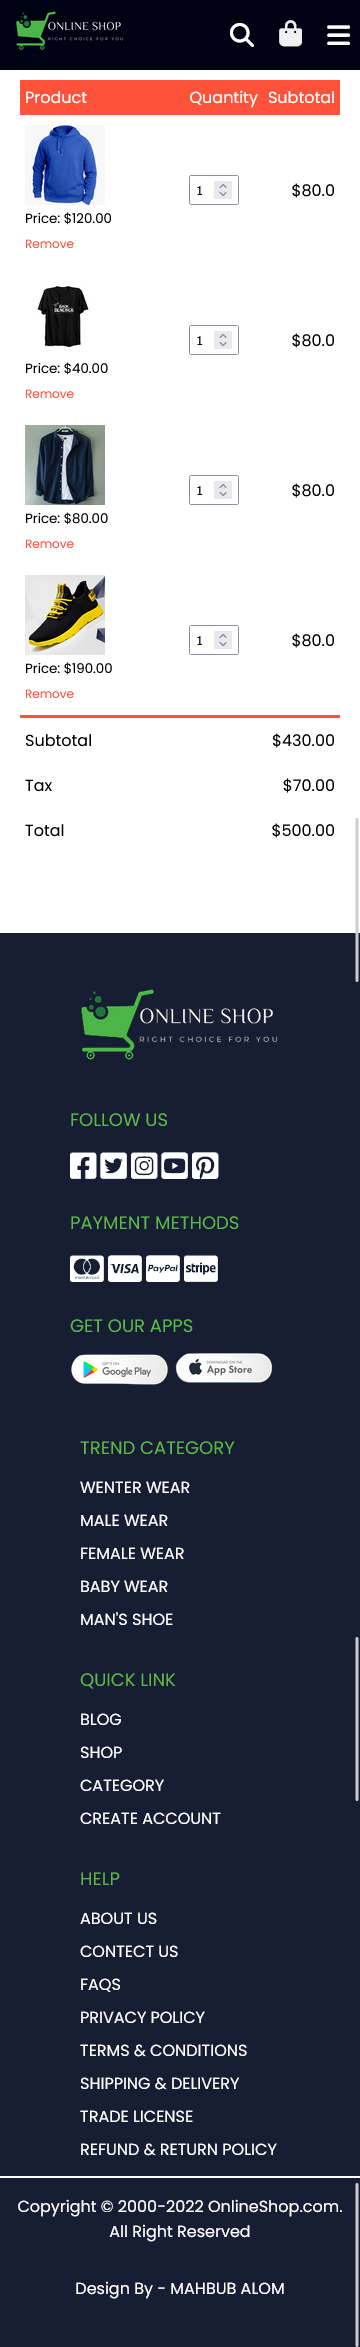 ONLINE SHOP
RIGHT CHOICE FOR YOU
Product Quantity Subtotal
1 $80.0
Price: $120.00
Remove
1 $80.0
Price: $40.00
Remove
1 $80.0
Price: $80.00
Remove
1 $80.0
Price: $190.00
Remove
Subtotal $430.00
Tax $70.00
Total $500.00
ONLINE SHOP
RIGHT CHOICE FOR YOU
FOLLOW US
PAYMENT METHODS
mastercard VISA PayPal stripe
GET OUR APPS
GET IT ON Google Play DOWNLOAD ON THE App Store
TREND CATEGORY
WENTER WEAR
MALE WEAR
FEMALE WEAR
BABY WEAR
MAN'S SHOE
QUICK LINK
BLOG
SHOP
CATEGORY
CREATE ACCOUNT
HELP
ABOUT US
CONTECT US
FAQS
PRIVACY POLICY
TERMS & CONDITIONS
SHIPPING & DELIVERY
TRADE LICENSE
REFUND & RETURN POLICY
Copyright © 2000-2022 OnlineShop.com.
All Right Reserved
Design By - MAHBUB ALOM